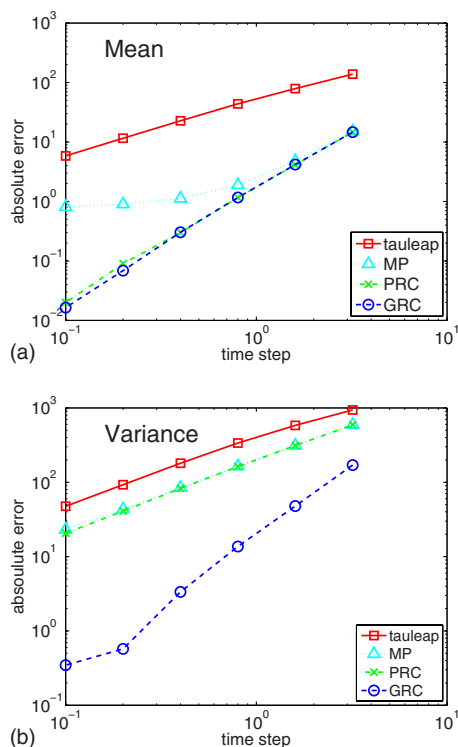 10^3
Mean
10^2
10^1
10^0
10^-1
10^-2
absolute error
tauleap
MP
PRC
GRC
10^-1
10^0
10^1
(a)
time step
10^3
Variance
10^2
10^1
10^0
10^-1
absoulute error
tauleap
MP
PRC
GRC
10^-1
10^0
10^1
(b)
time step